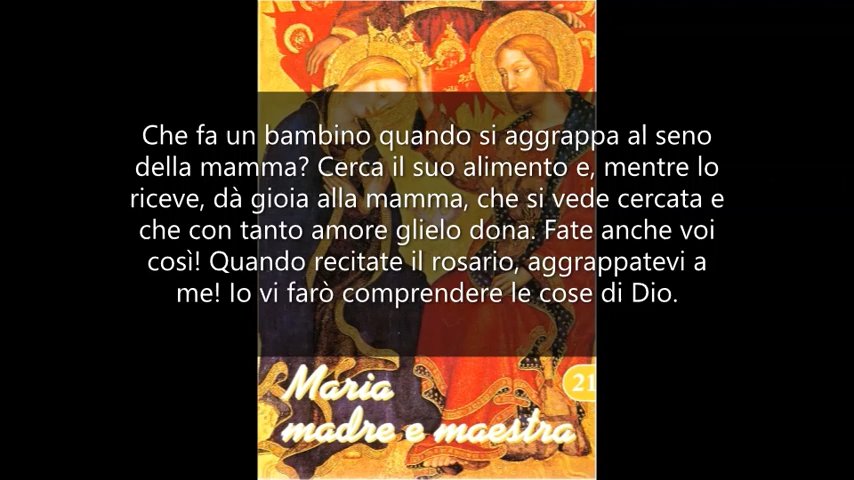 Che fa un bambino quando si aggrappa al seno
della mamma? Cerca il suo alimento e, mentre lo
riceve, dà gioia alla mamma, che si vede cercata e
che con tanto amore glielo dona. Fate anche voi
così! Quando recitate il rosario, aggrappatevi a
me! Io vi farò comprendere le cose di Dio.
Maria
21
madre e maestra